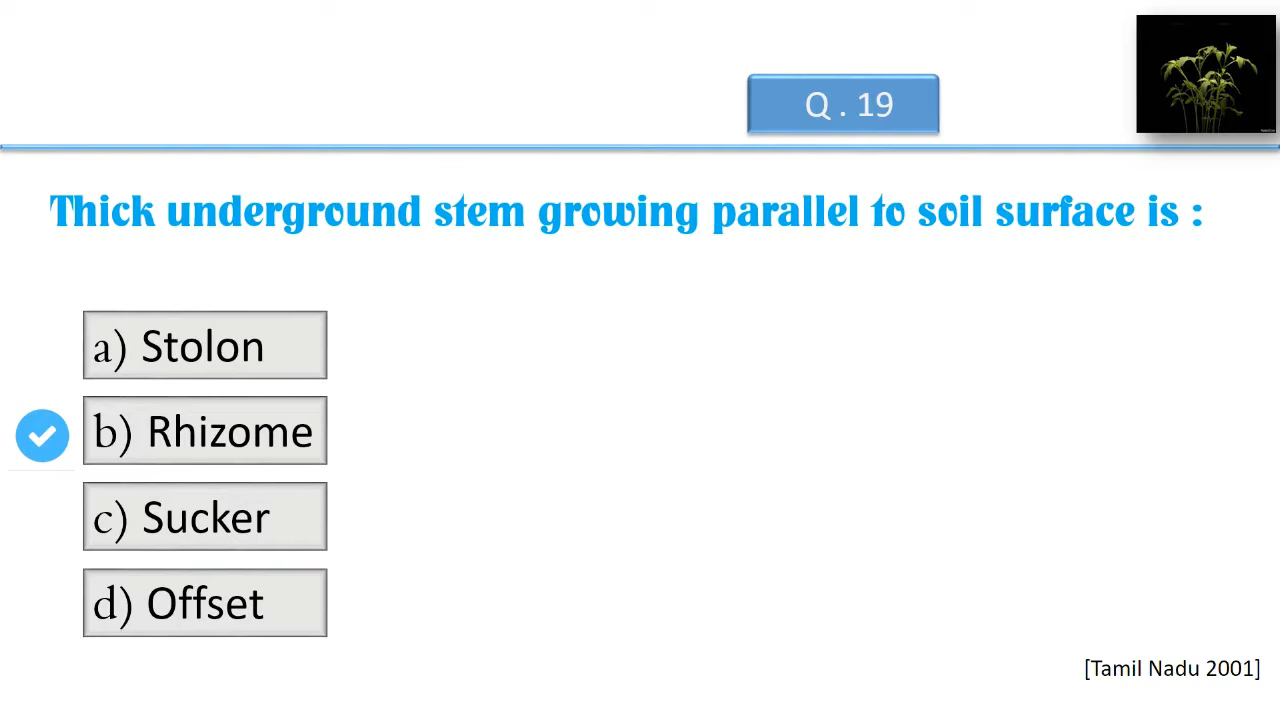 Q . 19
Thick underground stem growing parallel to soil surface is :
a) Stolon
b) Rhizome
c) Sucker
d) Offset
[Tamil Nadu 2001]